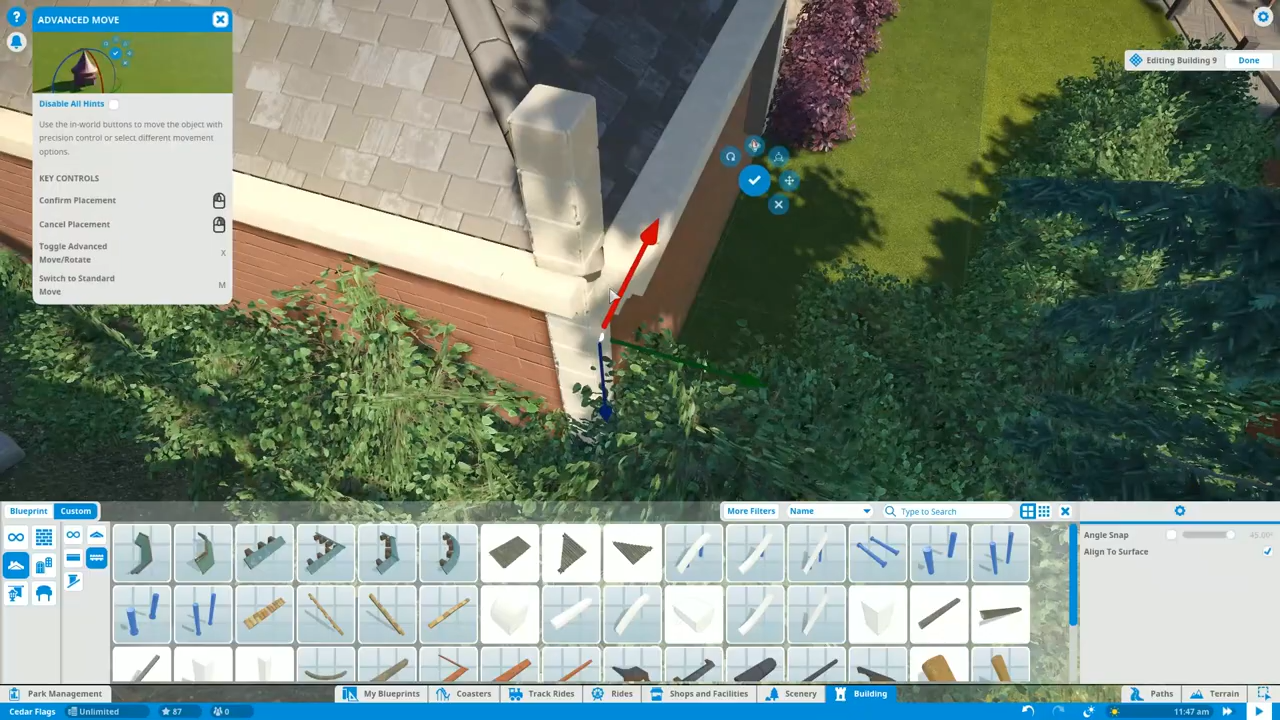 ADVANCED MOVE
Disable All Hints
Use the in-world buttons to move the object with
precision control or select different movement
options.
KEY CONTROLS
Confirm Placement
Cancel Placement
Toggle Advanced
Move/Rotate
X
Switch to Standard
Move
M
Editing Building 9
Done
Blueprint
Custom
More Filters
Name
Type to Search
Angle Snap
45.00°
Align To Surface
Park Management
My Blueprints
Coasters
Track Rides
Rides
Shops and Facilities
Scenery
Building
Paths
Terrain
Cedar Flags
Unlimited
87
0
11:47 am